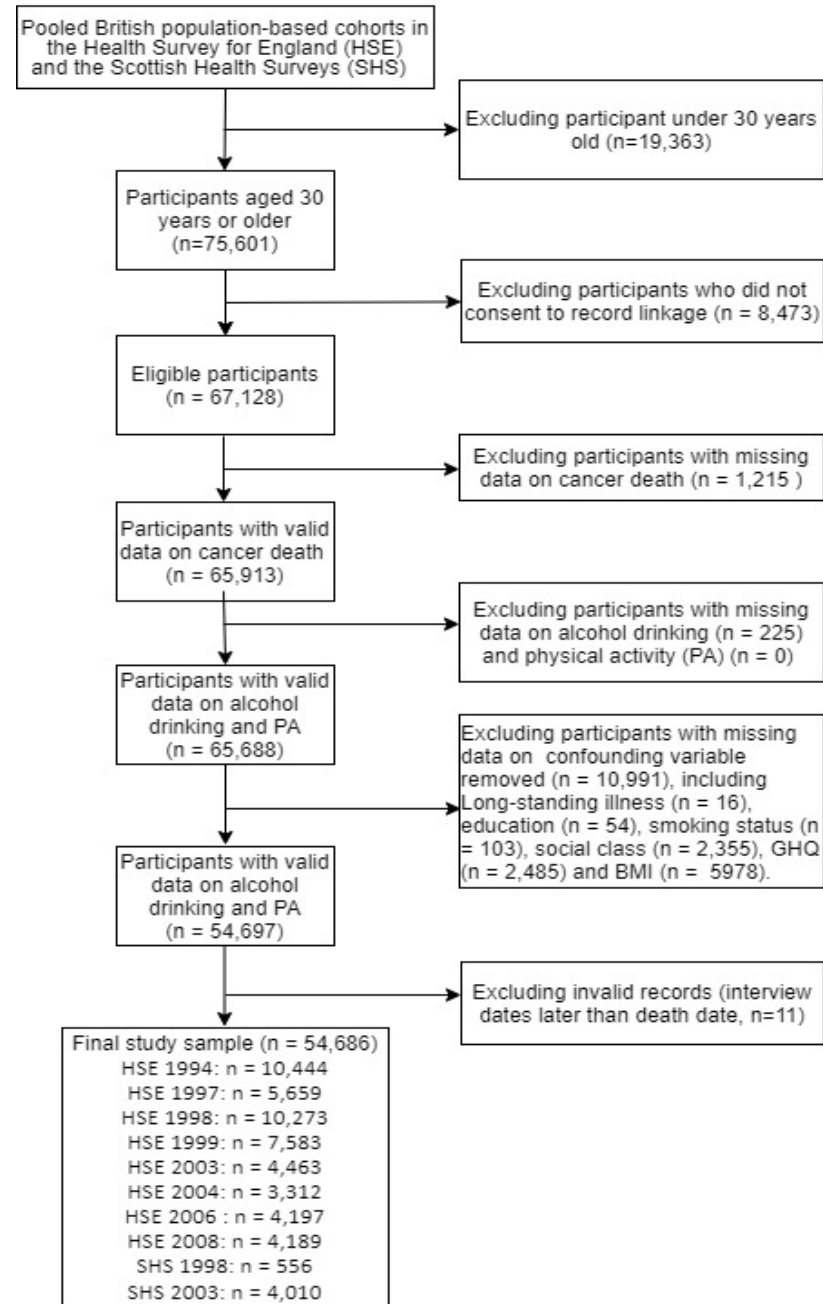 Pooled British population-based cohorts in
the Health Survey for England (HSE)
and the Scottish Health Surveys (SHS)
Excluding participant under 30 years
old (n=19,363)
Participants aged 30
years or older
(n=75,601)
Excluding participants who did not
consent to record linkage (n = 8,473)
Eligible participants
(n = 67,128)
Excluding participants with missing
data on cancer death (n = 1,215 )
Participants with valid
data on cancer death
(n = 65,913)
Excluding participants with missing
data on alcohol drinking (n = 225)
and physical activity (PA) (n = 0)
Participants with valid
data on alcohol
drinking and PA
(n = 65,688)
Excluding participants with missing
data on  confounding variable
removed (n = 10,991), including
Long-standing illness (n = 16),
education (n = 54), smoking status (n
= 103), social class (n = 2,355), GHQ
(n = 2,485) and BMI (n =  5978).
Participants with valid
data on alcohol
drinking and PA
(n = 54,697)
Excluding invalid records (interview
dates later than death date, n=11)
Final study sample (n = 54,686)
HSE 1994: n = 10,444
HSE 1997: n = 5,659
HSE 1998: n = 10,273
HSE 1999: n = 7,583
HSE 2003: n = 4,463
HSE 2004: n = 3,312
HSE 2006 : n = 4,197
HSE 2008: n = 4,189
SHS 1998: n = 556
SHS 2003: n = 4,010